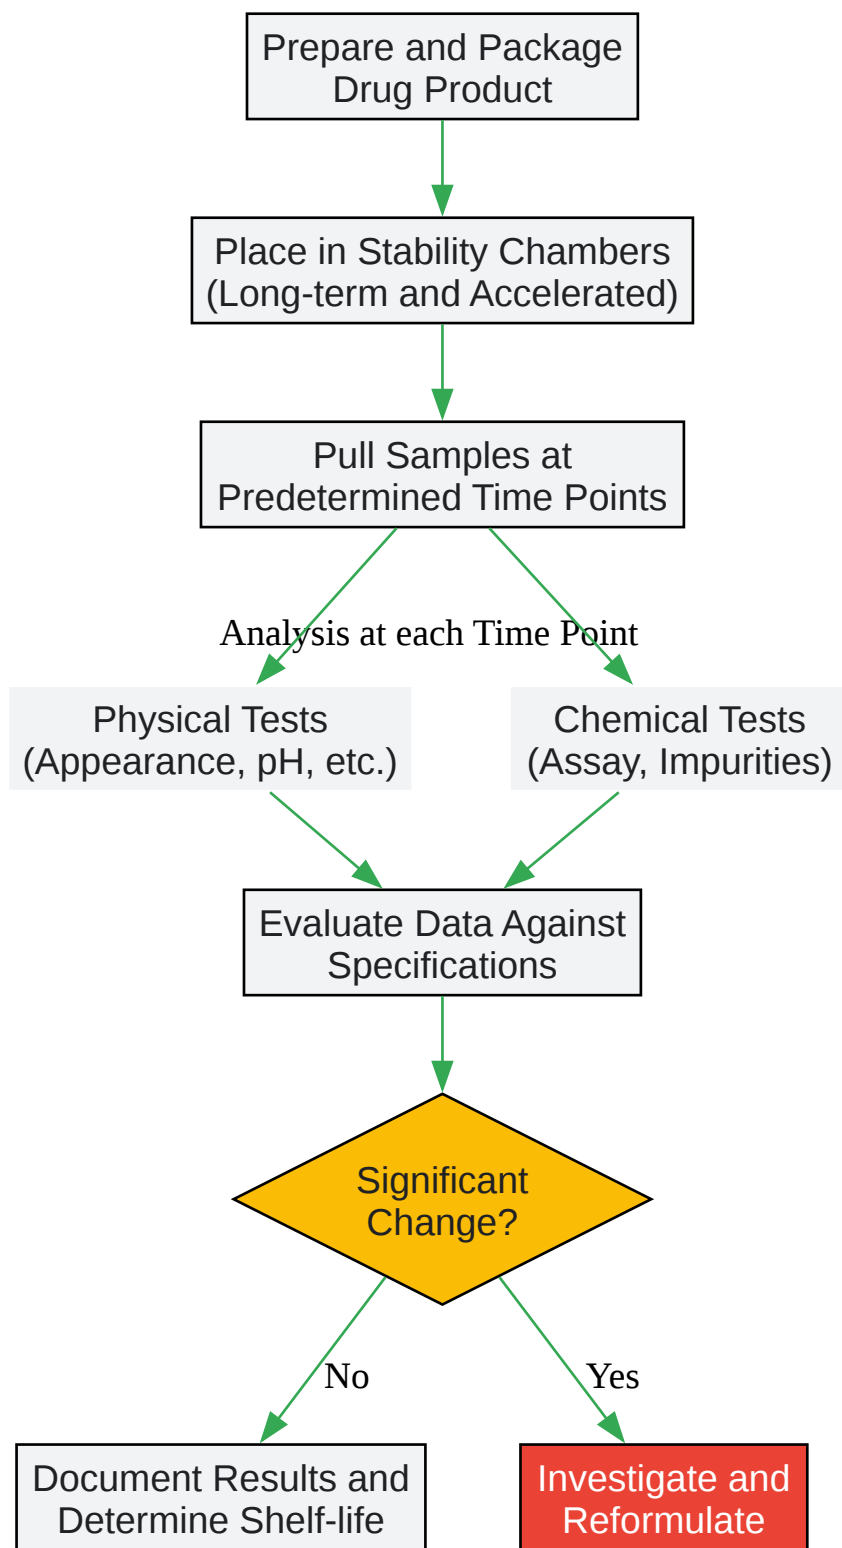 Prepare and Package
Drug Product
Place in Stability Chambers
(Long-term and Accelerated)
Pull Samples at
Predetermined Time Points
Analysis at each Time Point
Physical Tests
(Appearance, pH, etc.)
Chemical Tests
(Assay, Impurities)
Evaluate Data Against
Specifications
Significant
Change?
No
Yes
Document Results and
Determine Shelf-life
Investigate and
Reformulate